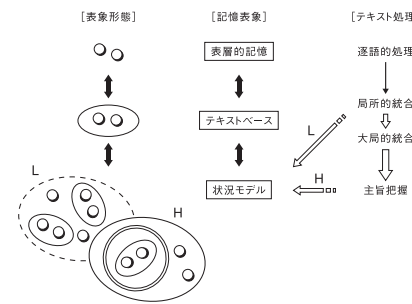 ［表象形態］ ［記憶表象］ ［テキスト処理
表層的記憶 逐語的処理
テキストベース 局所的統合
L
大局的統合
L
状況モデル H 主旨把握
H